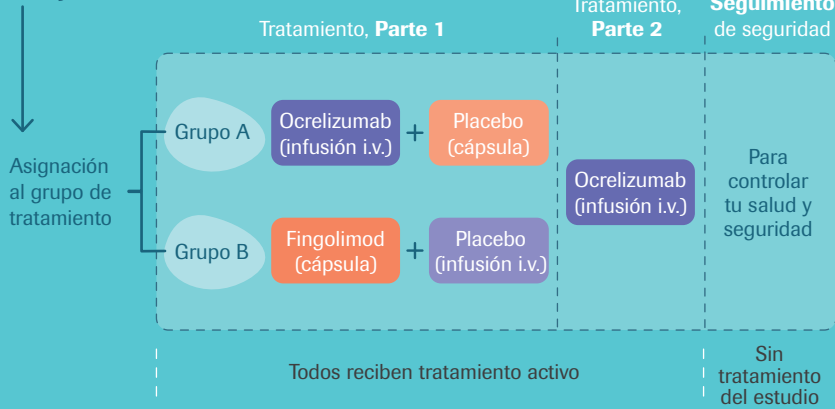 Tratamiento, Parte 1
Tratamiento,
Parte 2
Seguimiento
de seguridad
Asignación
al grupo de
tratamiento
Grupo A
Ocrelizumab
(infusión i.v.)
+
Placebo
(cápsula)
Grupo B
Fingolimod
(cápsula)
+
Placebo
(infusión i.v.)
Ocrelizumab
(infusión i.v.)
Para
controlar
tu salud y
seguridad
Todos reciben tratamiento activo
Sin
tratamiento
del estudio